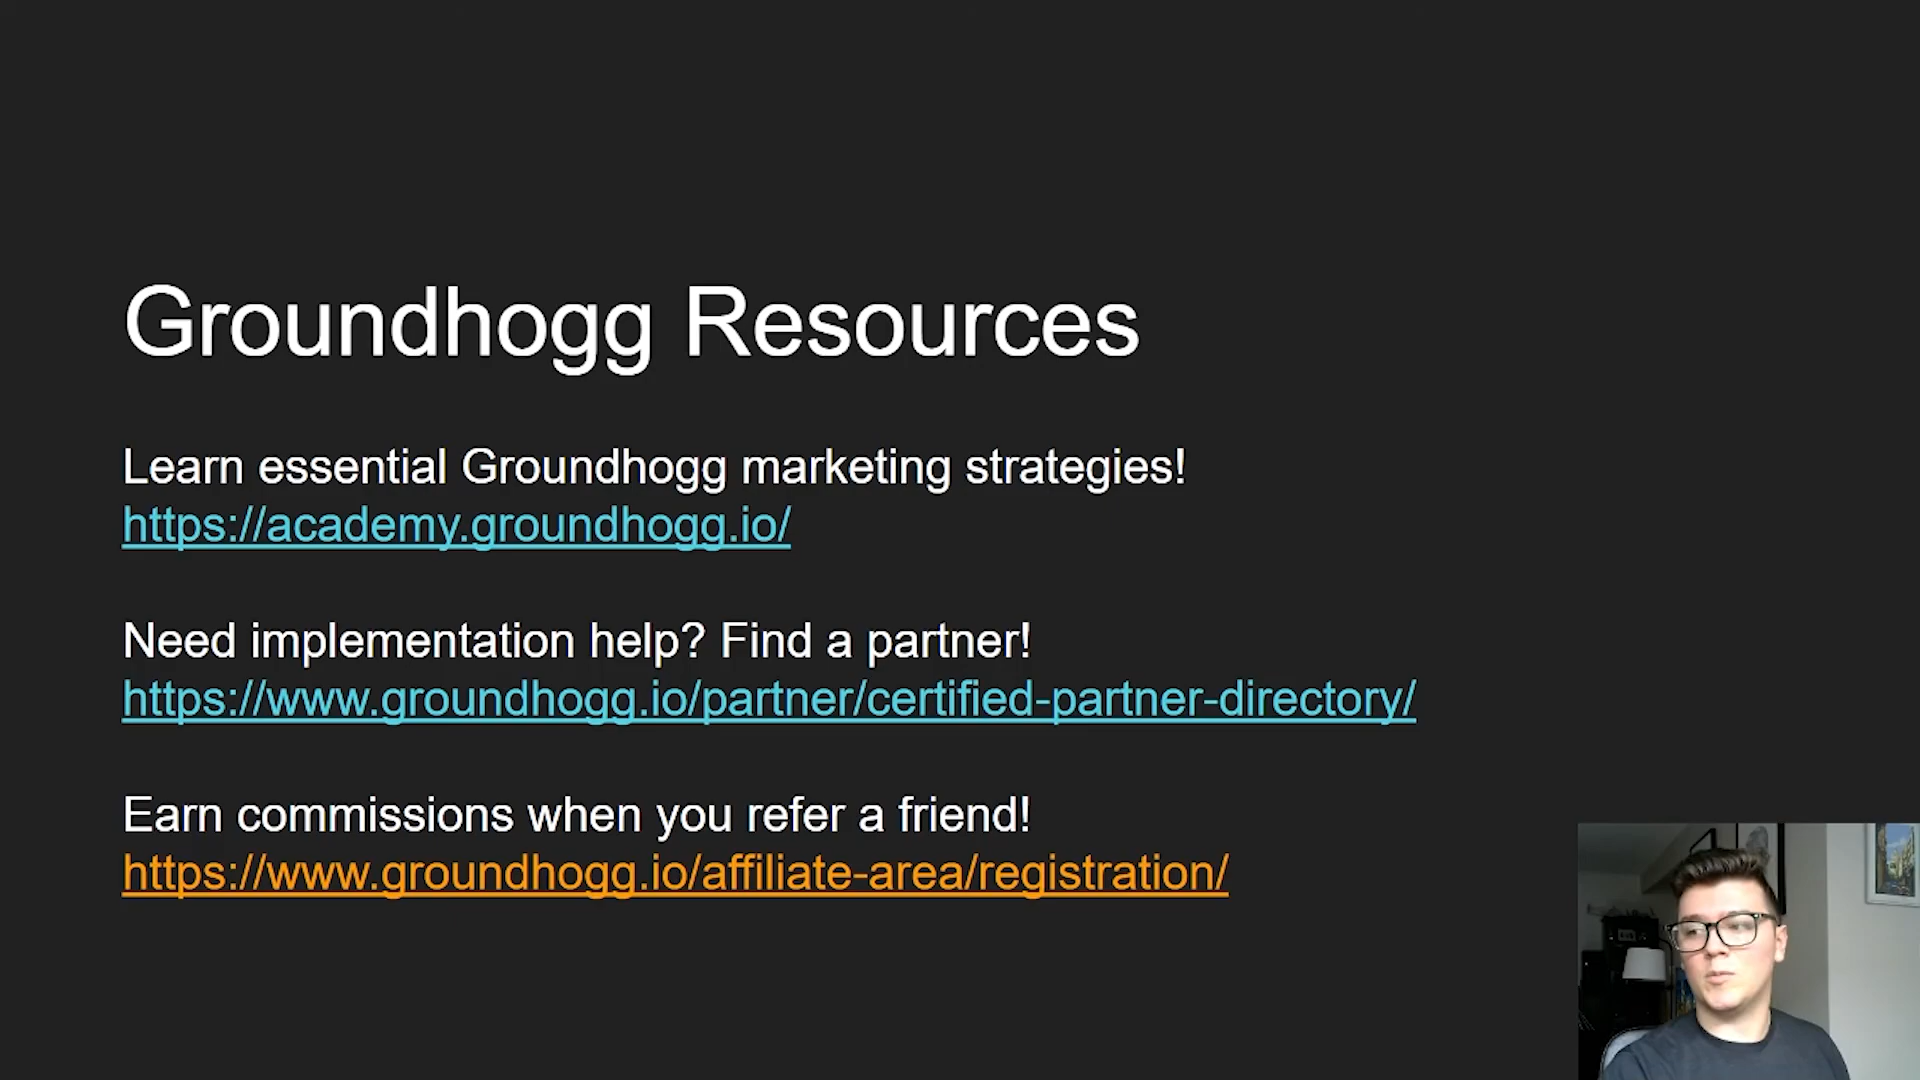 Groundhogg Resources
Learn essential Groundhogg marketing strategies!
https://academy.groundhogg.io/
Need implementation help? Find a partner!
https://www.groundhogg.io/partner/certified-partner-directory/
Earn commissions when you refer a friend!
https://www.groundhogg.io/affiliate-area/registration/